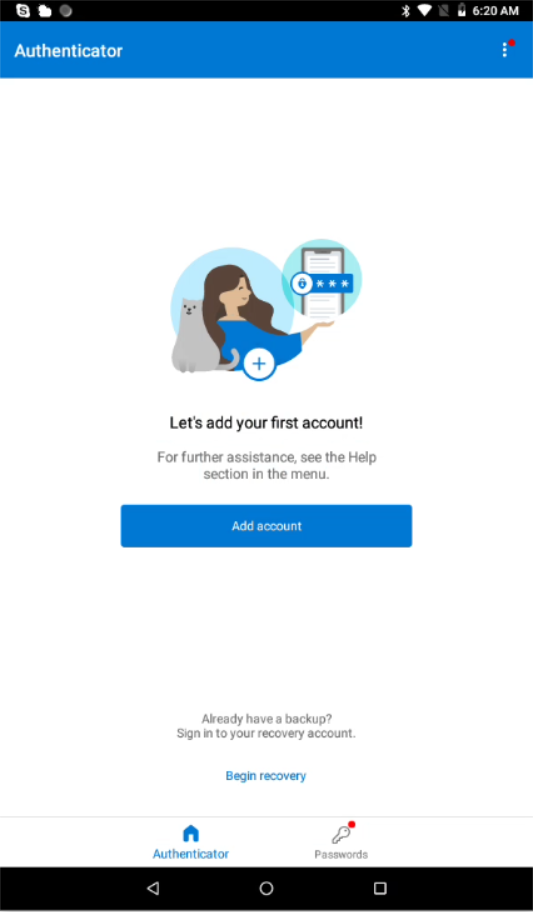 6:20 AM
Authenticator
* * *
Let's add your first account!
For further assistance, see the Help
section in the menu.
Add account
Already have a backup?
Sign in to your recovery account.
Begin recovery
Authenticator
Passwords